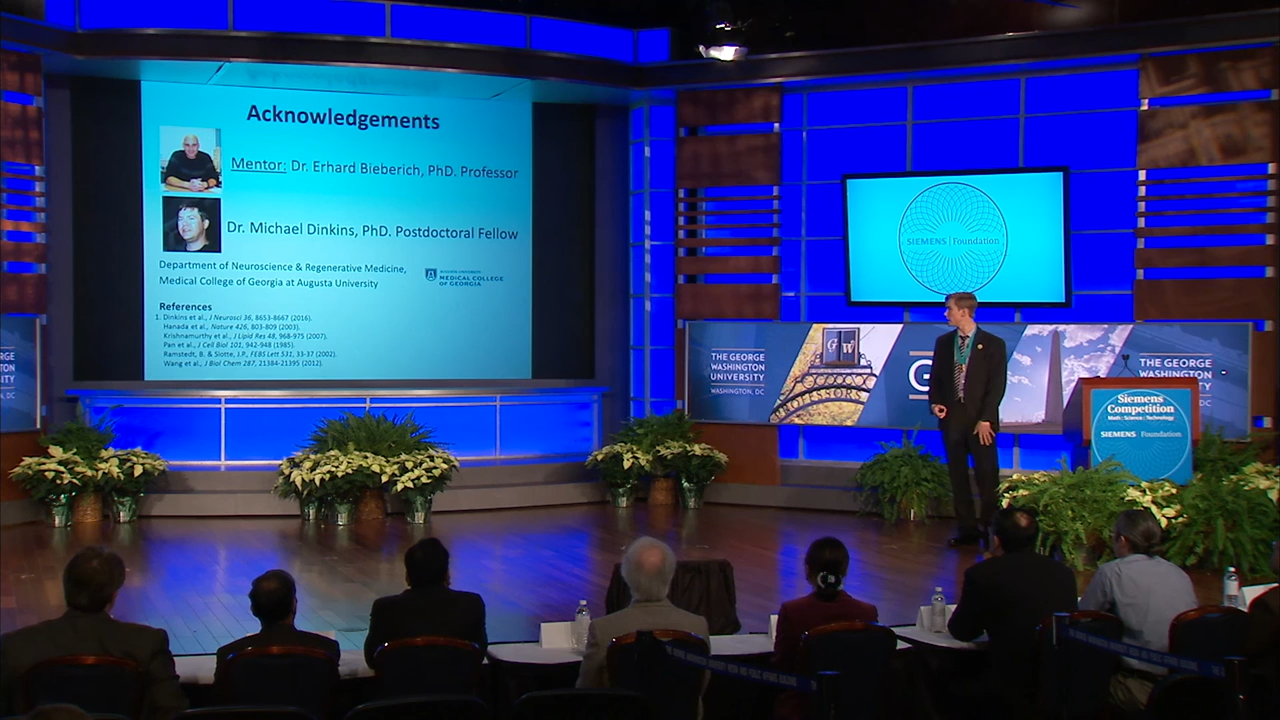 Acknowledgements
Mentor: Dr. Erhard Bieberich, PhD. Professor
Dr. Michael Dinkins, PhD. Postdoctoral Fellow
Department of Neuroscience & Regenerative Medicine,
Medical College of Georgia at Augusta University
AUGUSTA UNIVERSITY
MEDICAL COLLEGE
OF GEORGIA
References
1. Dinkins et al., J Neurosci 36, 8653-8667 (2016).
Hanada et al., Nature 426, 803-809 (2003).
Krishnamurthy et al., J Lipid Res 48, 968-975 (2007).
Pan et al., J Cell Biol 101, 942-948 (1985).
Ramstedt, B. & Slotte, J.P., FEBS Lett 531, 33-37 (2002).
Wang et al., J Biol Chem 287, 21384-21395 (2012).
SIEMENS | Foundation
THE GEORGE
WASHINGTON
UNIVERSITY
WASHINGTON, DC
GW
PROFESSORS
G
THE GEORGE
WASHINGTON
Siemens
Competition
Math : Science : Technology
SIEMENS | Foundation